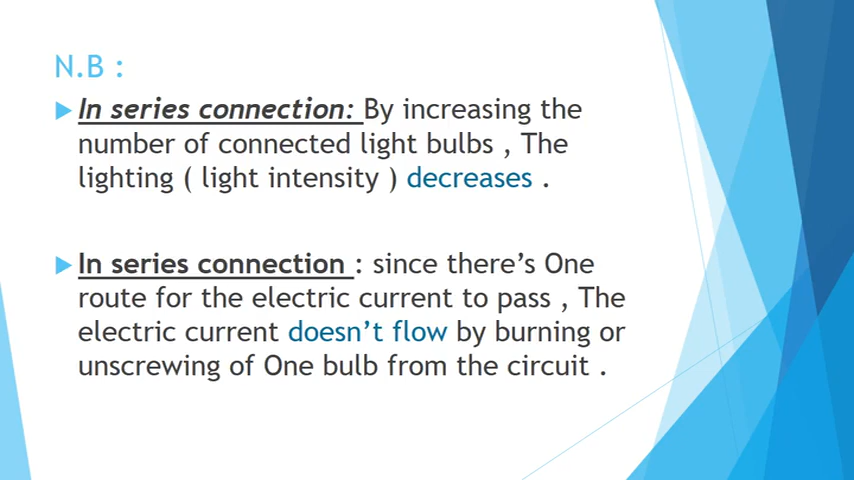 N.B :
In series connection: By increasing the
number of connected light bulbs , The
lighting ( light intensity ) decreases .
In series connection : since there’s One
route for the electric current to pass , The
electric current doesn’t flow by burning or
unscrewing of One bulb from the circuit .